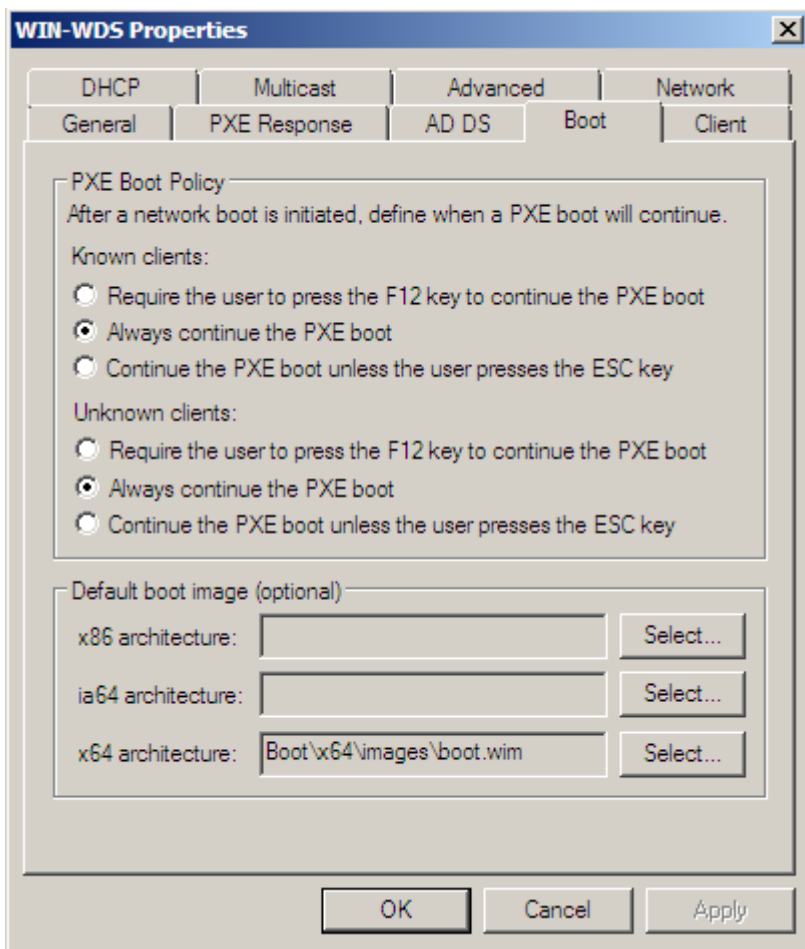 WIN-WDS Properties
DHCP Multicast Advanced Network
General PXE Response AD DS Boot Client
PXE Boot Policy
After a network boot is initiated, define when a PXE boot will continue.
Known clients:
Require the user to press the F12 key to continue the PXE boot
Always continue the PXE boot
Continue the PXE boot unless the user presses the ESC key
Unknown clients:
Require the user to press the F12 key to continue the PXE boot
Always continue the PXE boot
Continue the PXE boot unless the user presses the ESC key
Default boot image (optional)
x86 architecture: Select...
ia64 architecture: Select...
x64 architecture: Boot\x64\images\boot.wim Select...
OK Cancel Apply